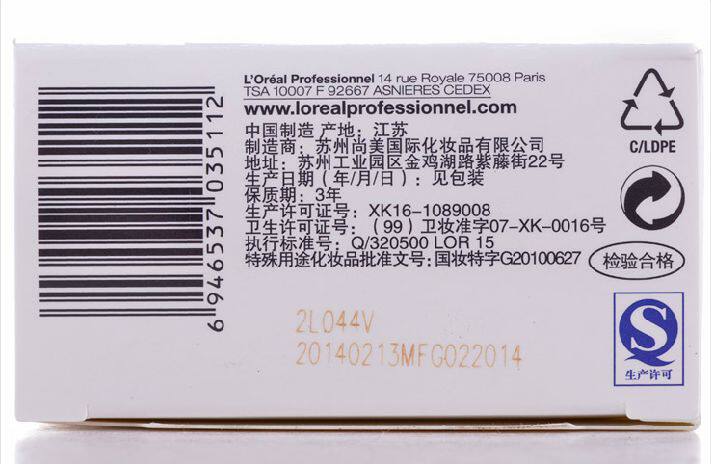 L'Oréal Professionnel 14 rue Royale 75008 Paris
TSA 10007 F 92667 ASNIERES CEDEX
www.lorealprofessionnel.com
中国制造 产地：江苏
制造商：苏州尚美国际化妆品有限公司
地址：苏州工业园区金鸡湖路紫藤街22号
生产日期（年/月/日）：见包装
保质期：3年
生产许可证号：XK16-1089008
卫生许可证号：（99）卫妆准字07-XK-0016号
执行标准号：Q/320500 LOR 15
特殊用途化妆品批准文号：国妆特字G20100627
检验合格
C/LDPE
6 946537 035112
2L044V
20140213MFG022014
生产许可